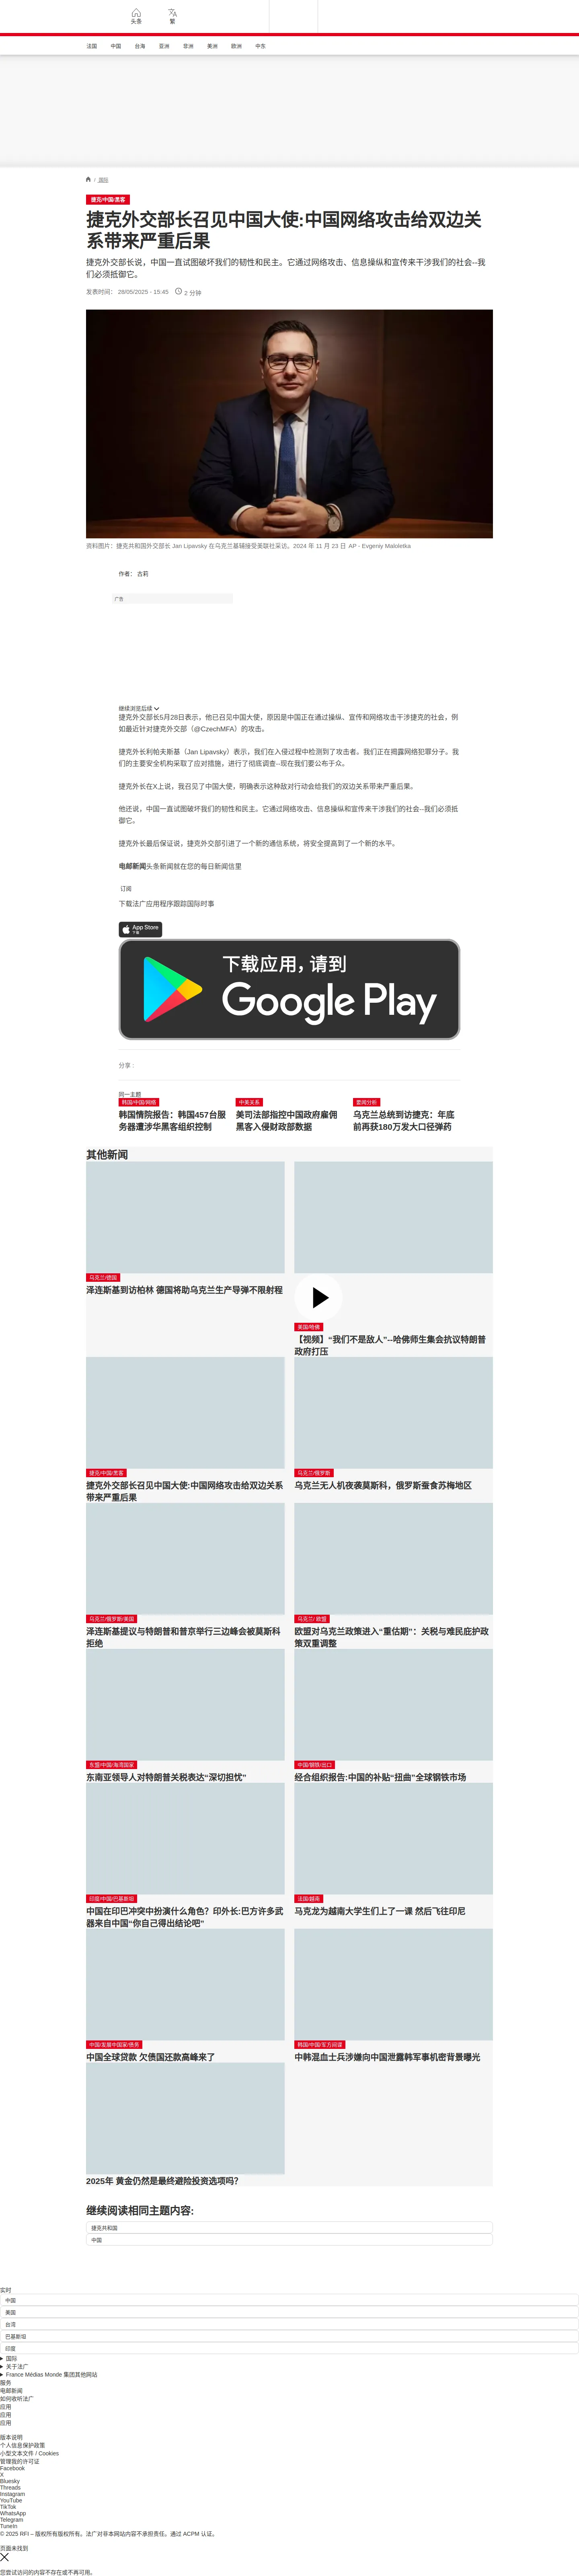 头条
繁
法国
中国
台海
亚洲
非洲
美洲
欧洲
中东
/ 国际
捷克/中国/黑客
捷克外交部长召见中国大使:中国网络攻击给双边关
系带来严重后果
捷克外交部长说，中国一直试图破坏我们的韧性和民主。它通过网络攻击、信息操纵和宣传来干涉我们的社会--我
们必须抵御它。
发表时间： 28/05/2025 - 15:45
2 分钟
资料图片：捷克共和国外交部长 Jan Lipavsky 在乌克兰基辅接受美联社采访。2024 年 11 月 23 日 AP - Evgeniy Maloletka
作者： 古莉
广告
继续浏览后续
捷克外交部长5月28日表示，他已召见中国大使，原因是中国正在通过操纵、宣传和网络攻击干涉捷克的社会，例
如最近针对捷克外交部（@CzechMFA）的攻击。
捷克外长利帕夫斯基（Jan Lipavsky）表示，我们在入侵过程中检测到了攻击者。我们正在揭露网络犯罪分子。我
们的主要安全机构采取了应对措施，进行了彻底调查--现在我们要公布于众。
捷克外长在X上说，我召见了中国大使，明确表示这种敌对行动会给我们的双边关系带来严重后果。
他还说，中国一直试图破坏我们的韧性和民主。它通过网络攻击、信息操纵和宣传来干涉我们的社会--我们必须抵
御它。
捷克外长最后保证说，捷克外交部引进了一个新的通信系统，将安全提高到了一个新的水平。
电邮新闻头条新闻就在您的每日新闻信里
订阅
下载法广应用程序跟踪国际时事
App Store
下载
下载应用，请到
Google Play
分享 :
同一主题
韩国/中国/网络
韩国情院报告：韩国457台服
务器遭涉华黑客组织控制
中美关系
美司法部指控中国政府雇佣
黑客入侵财政部数据
要闻分析
乌克兰总统到访捷克：年底
前再获180万发大口径弹药
其他新闻
乌克兰/德国
泽连斯基到访柏林 德国将助乌克兰生产导弹不限射程
美国/哈佛
【视频】“我们不是敌人”--哈佛师生集会抗议特朗普
政府打压
捷克/中国/黑客
捷克外交部长召见中国大使:中国网络攻击给双边关系
带来严重后果
乌克兰/俄罗斯
乌克兰无人机夜袭莫斯科，俄罗斯蚕食苏梅地区
乌克兰/俄罗斯/美国
泽连斯基提议与特朗普和普京举行三边峰会被莫斯科
拒绝
乌克兰/ 欧盟
欧盟对乌克兰政策进入“重估期”：关税与难民庇护政
策双重调整
东盟/中国/海湾国家
东南亚领导人对特朗普关税表达“深切担忧”
中国/钢铁/出口
经合组织报告:中国的补贴“扭曲”全球钢铁市场
印度/中国/巴基斯坦
中国在印巴冲突中扮演什么角色？印外长:巴方许多武
器来自中国“你自己得出结论吧”
法国/越南
马克龙为越南大学生们上了一课 然后飞往印尼
中国/发展中国家/债务
中国全球贷款 欠债国还款高峰来了
韩国/中国/军方间谍
中韩混血士兵涉嫌向中国泄露韩军事机密背景曝光
2025年 黄金仍然是最终避险投资选项吗？
继续阅读相同主题内容:
捷克共和国
中国
实时
中国
美国
台湾
巴基斯坦
印度
国际
关于法广
France Médias Monde 集团其他网站
服务
电邮新闻
如何收听法广
应用
应用
应用
版本说明
个人信息保护政策
小型文本文件 / Cookies
管理我的许可证
Facebook
X
Bluesky
Threads
Instagram
YouTube
TikTok
WhatsApp
Telegram
TuneIn
© 2025 RFI – 版权所有版权所有。法广对非本网站内容不承担责任。通过 ACPM 认证。
页面未找到
您尝试访问的内容不存在或不再可用。